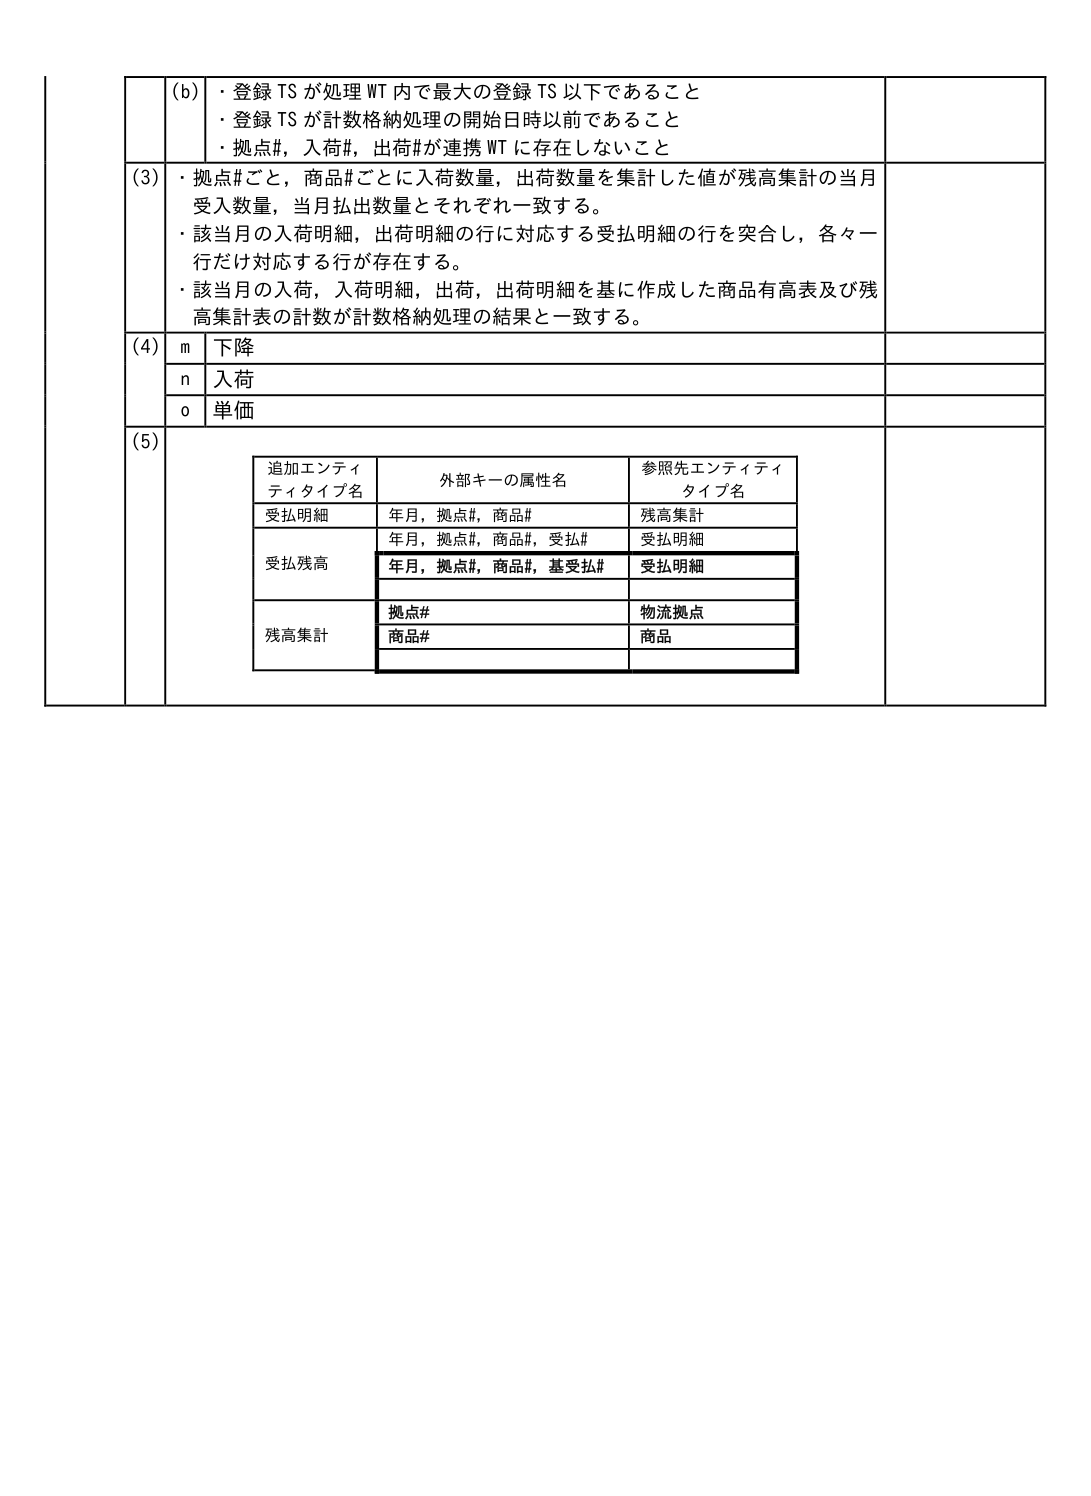 (b) ・登録 TS が処理 WT 内で最大の登録 TS 以下であること
・登録 TS が計数格納処理の開始日時以前であること
・拠点#，入荷#，出荷#が連携 WT に存在しないこと
(3) ・拠点#ごと，商品#ごとに入荷数量，出荷数量を集計した値が残高集計の当月
受入数量，当月払出数量とそれぞれ一致する。
・該当月の入荷明細，出荷明細の行に対応する受払明細の行を突合し，各々一
行だけ対応する行が存在する。
・該当月の入荷，入荷明細，出荷，出荷明細を基に作成した商品有高表及び残
高集計表の計数が計数格納処理の結果と一致する。
(4) m 下降
n 入荷
o 単価
(5)
追加エンティ
ティタイプ名
外部キーの属性名
参照先エンティティ
タイプ名
受払明細 年月，拠点#，商品# 残高集計
受払残高
年月，拠点#，商品#，受払# 受払明細
年月，拠点#，商品#，基受払# 受払明細
残高集計
拠点# 物流拠点
商品# 商品